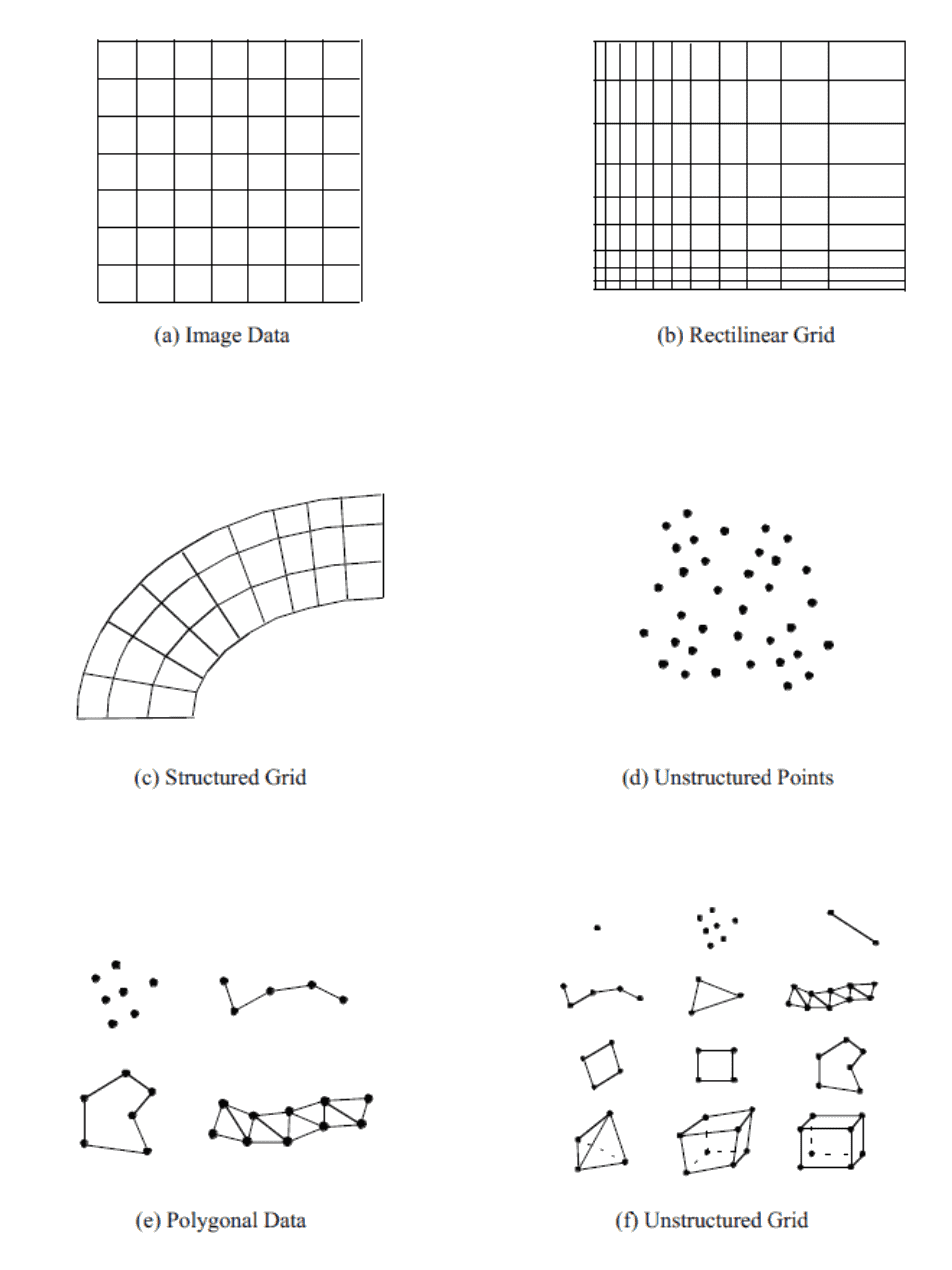 (a) Image Data
(b) Rectilinear Grid
(c) Structured Grid
(d) Unstructured Points
(e) Polygonal Data
(f) Unstructured Grid